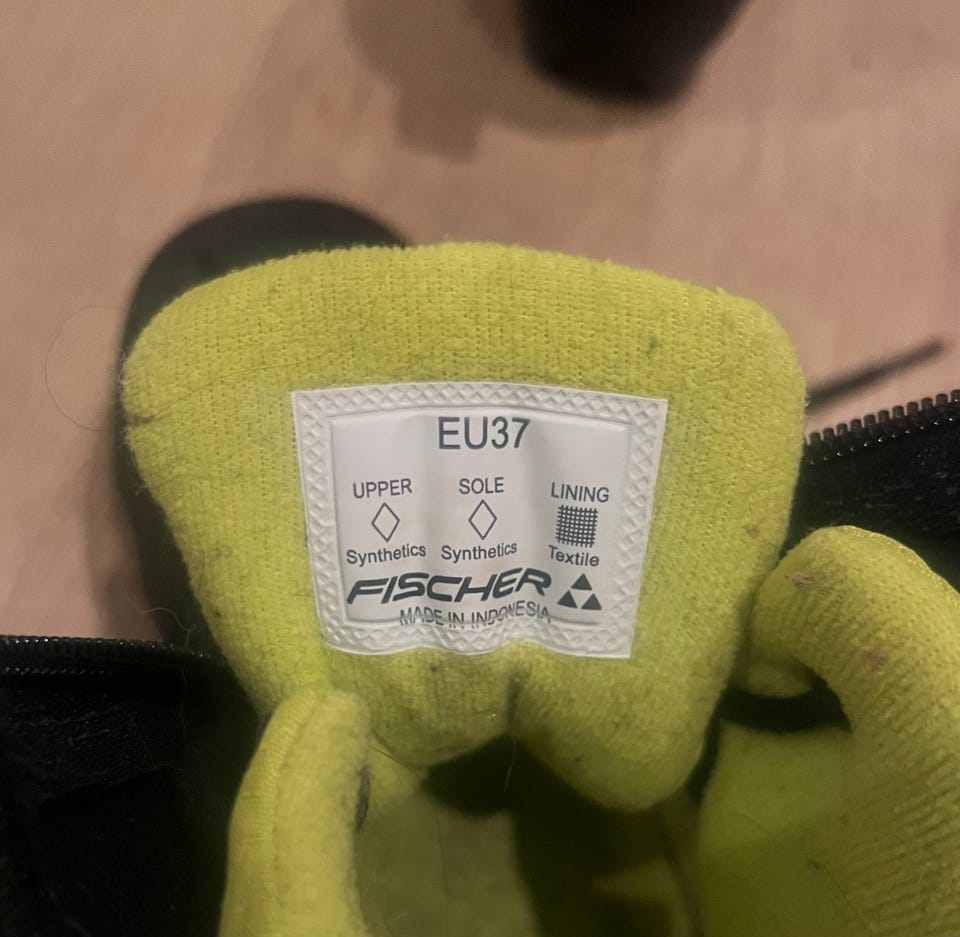 EU37
UPPER SOLE LINING
Synthetics Synthetics Textile
FISCHER
MADE IN INDONESIA